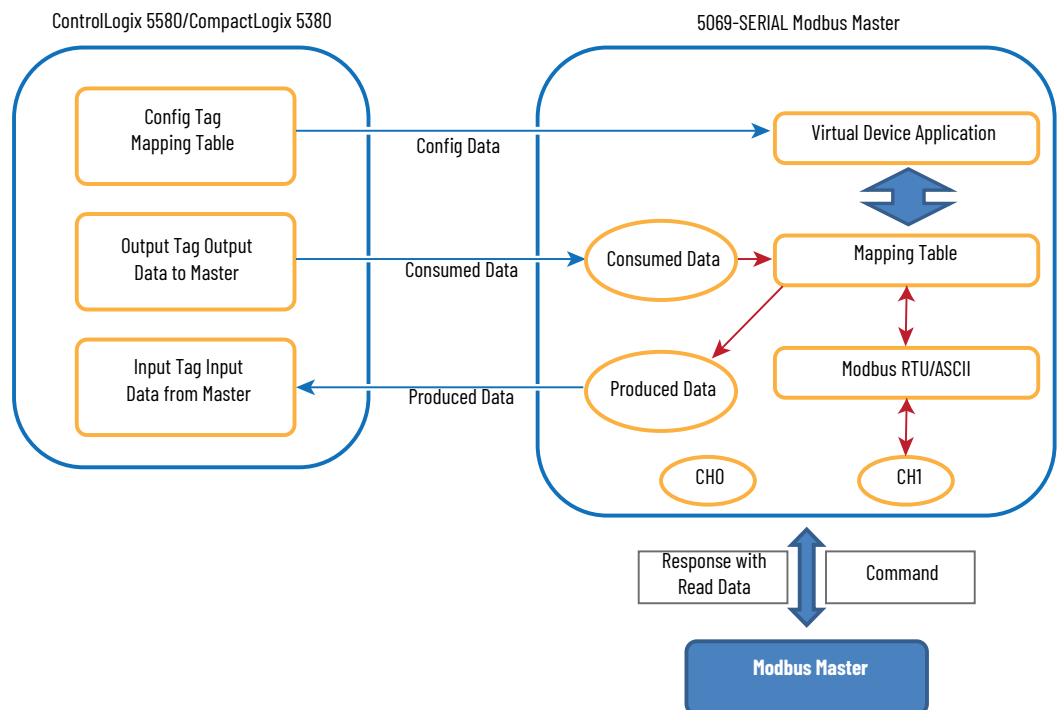 ControlLogix 5580/CompactLogix 5380
5069-SERIAL Modbus Master
Config Tag
Mapping Table
Config Data
Virtual Device Application
Output Tag Output
Data to Master
Consumed Data
Consumed Data
Mapping Table
Input Tag Input
Data from Master
Produced Data
Produced Data
Modbus RTU/ASCII
CH0
CH1
Response with
Read Data
Command
Modbus Master